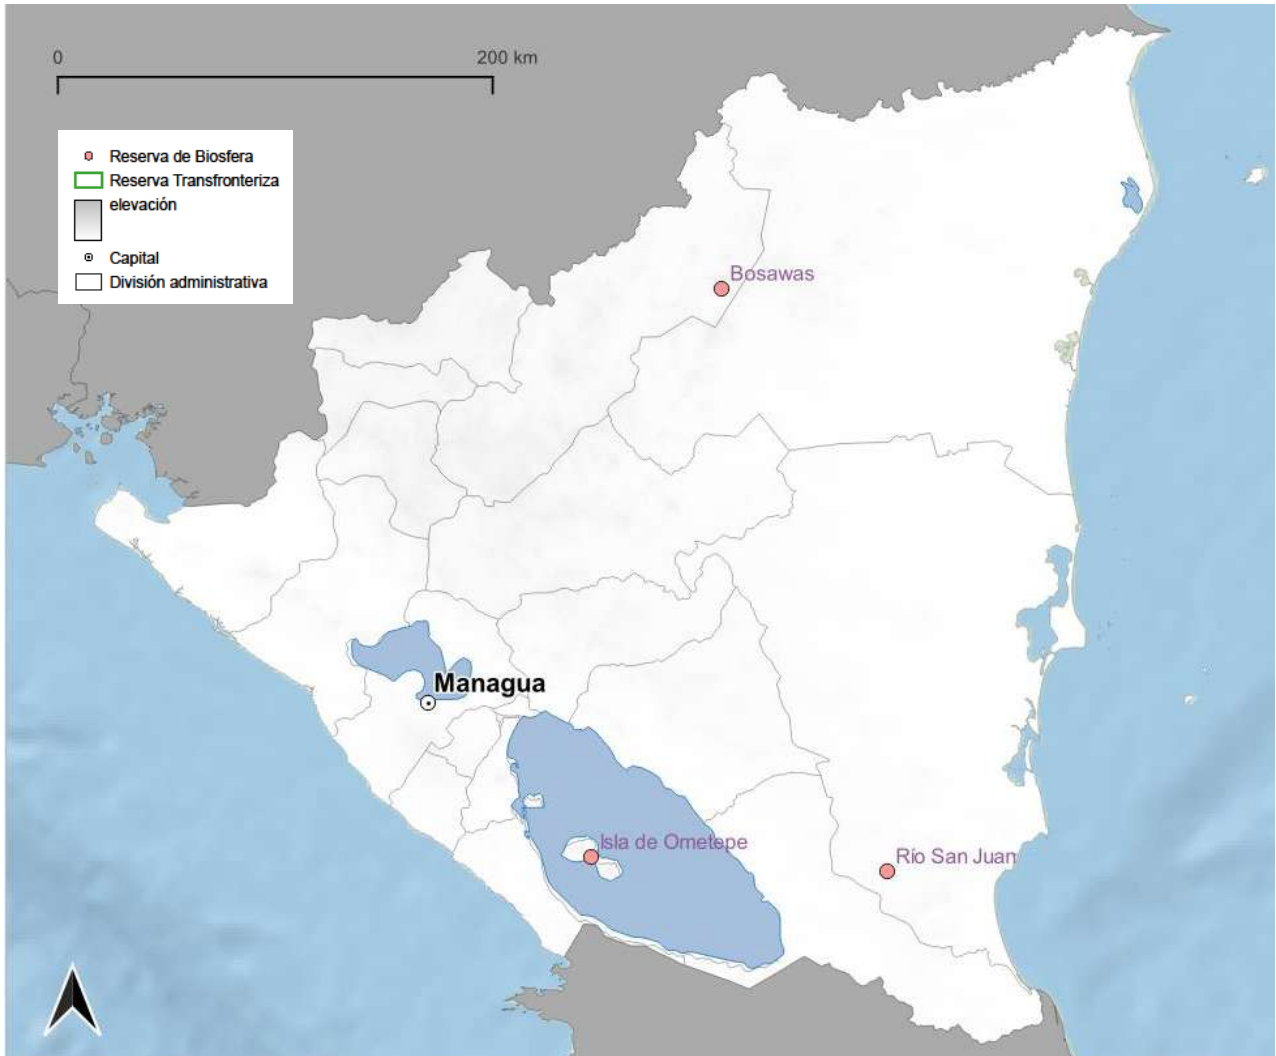 0 200 km
Reserva de Biosfera
Reserva Transfronteriza
elevación
Capital
División administrativa
Bosawas
Managua
Isla de Ometepe
Río San Juan